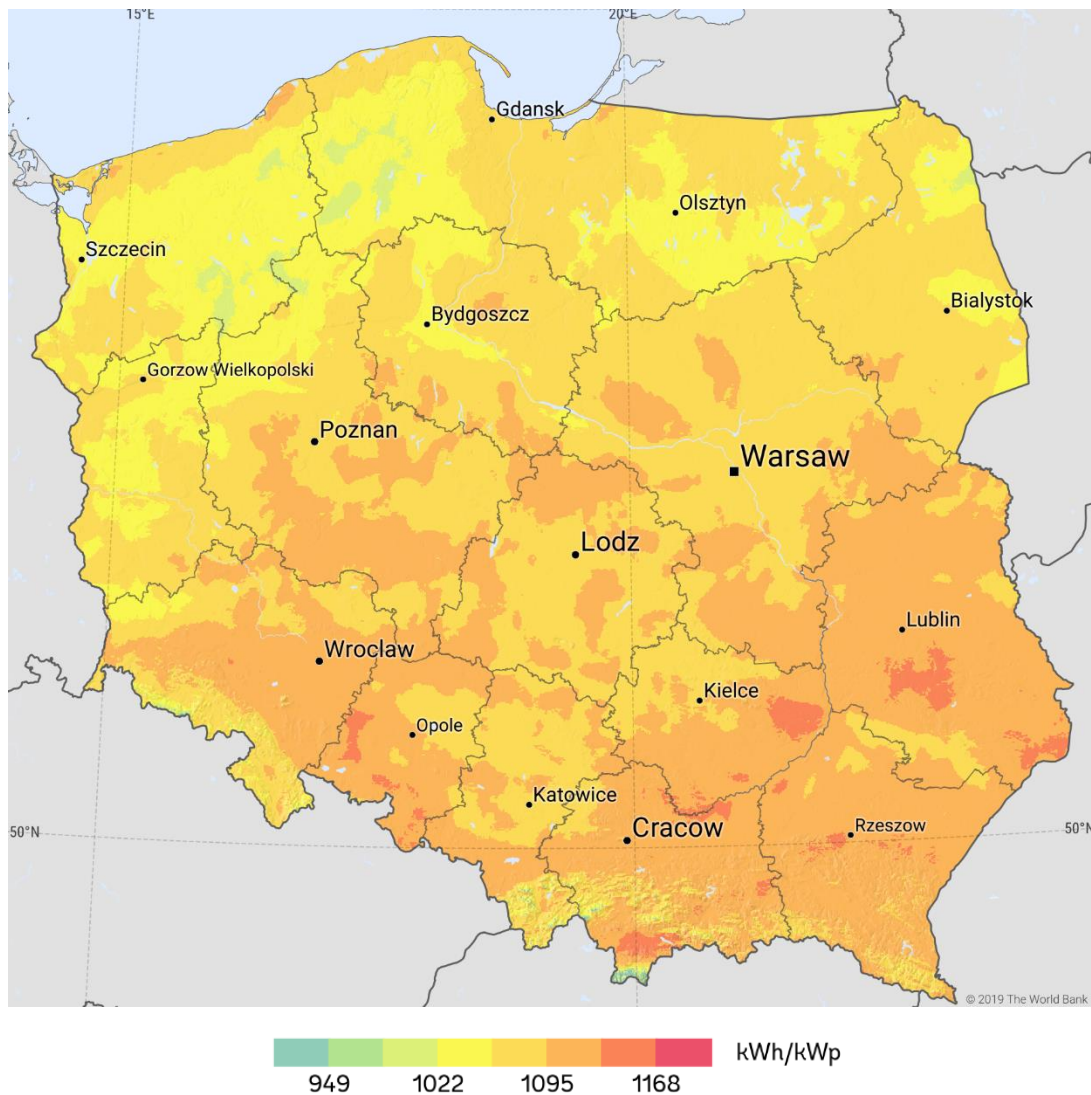 15°E
20°E
Gdansk
Olsztyn
Szczecin
Bialystok
Bydgoszcz
Gorzow Wielkopolski
Poznan
Warsaw
Lodz
Lublin
Wroclaw
Kielce
Opole
Katowice
50°N
Cracow
Rzeszow
50°N
© 2019 The World Bank
kWh/kWp
949
1022
1095
1168